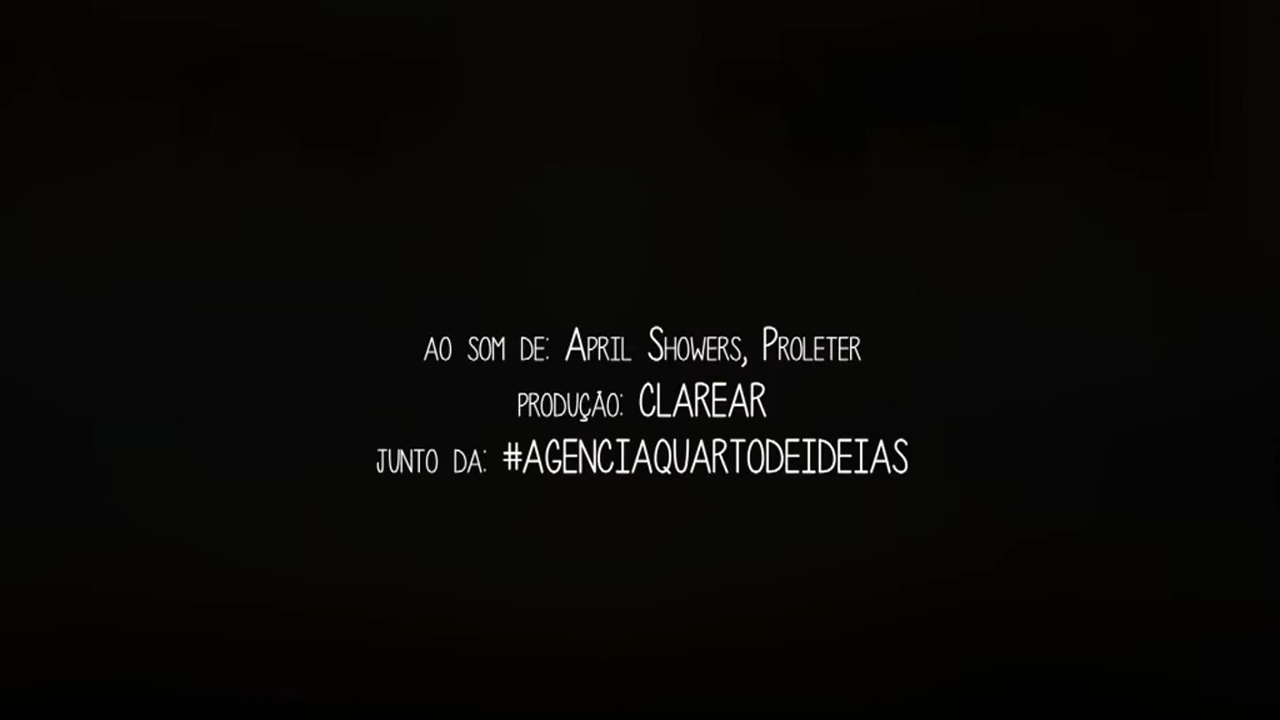 AO SOM DE: APRIL SHOWERS, PROLETER
PRODUÇÃO: CLAREAR
JUNTO DA: #AGENCIAQUARTODEIDEIAS